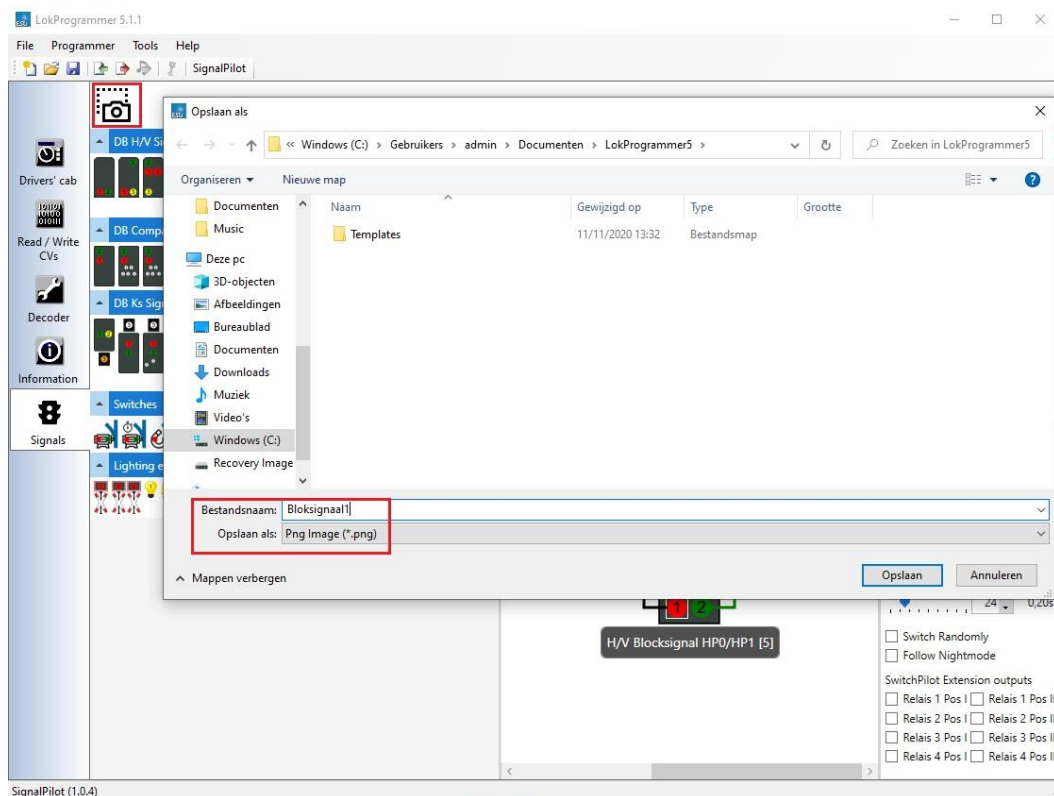 LokProgrammer 5.1.1
File Programmer Tools Help
SignalPilot
Opslaan als
« Windows (C:) › Gebruikers › admin › Documenten › LokProgrammer5 ›
Zoeken in LokProgrammer5
Organiseren Nieuwe map
Naam Gewijzigd op Type Grootte
Templates 11/11/2020 13:32 Bestandsmap
Documenten
Music
Deze pc
3D-objecten
Afbeeldingen
Bureaublad
Documenten
Downloads
Muziek
Video's
Windows (C:)
Recovery Image
Bestandsnaam: Bloksignaal1
Opslaan als: Png Image (*.png)
Mappen verbergen
Opslaan Annuleren
Drivers' cab
Read / Write
CVs
Decoder
Information
Signals
DB H/V Si
DB Compa
DB Ks Sig
Switches
Lighting e
1 2
H/V Blocksignal HP0/HP1 [5]
24 0,20s
Switch Randomly
Follow Nightmode
SwitchPilot Extension outputs
Relais 1 Pos I Relais 1 Pos II
Relais 2 Pos I Relais 2 Pos II
Relais 3 Pos I Relais 3 Pos II
Relais 4 Pos I Relais 4 Pos II
SignalPilot (1.0.4)